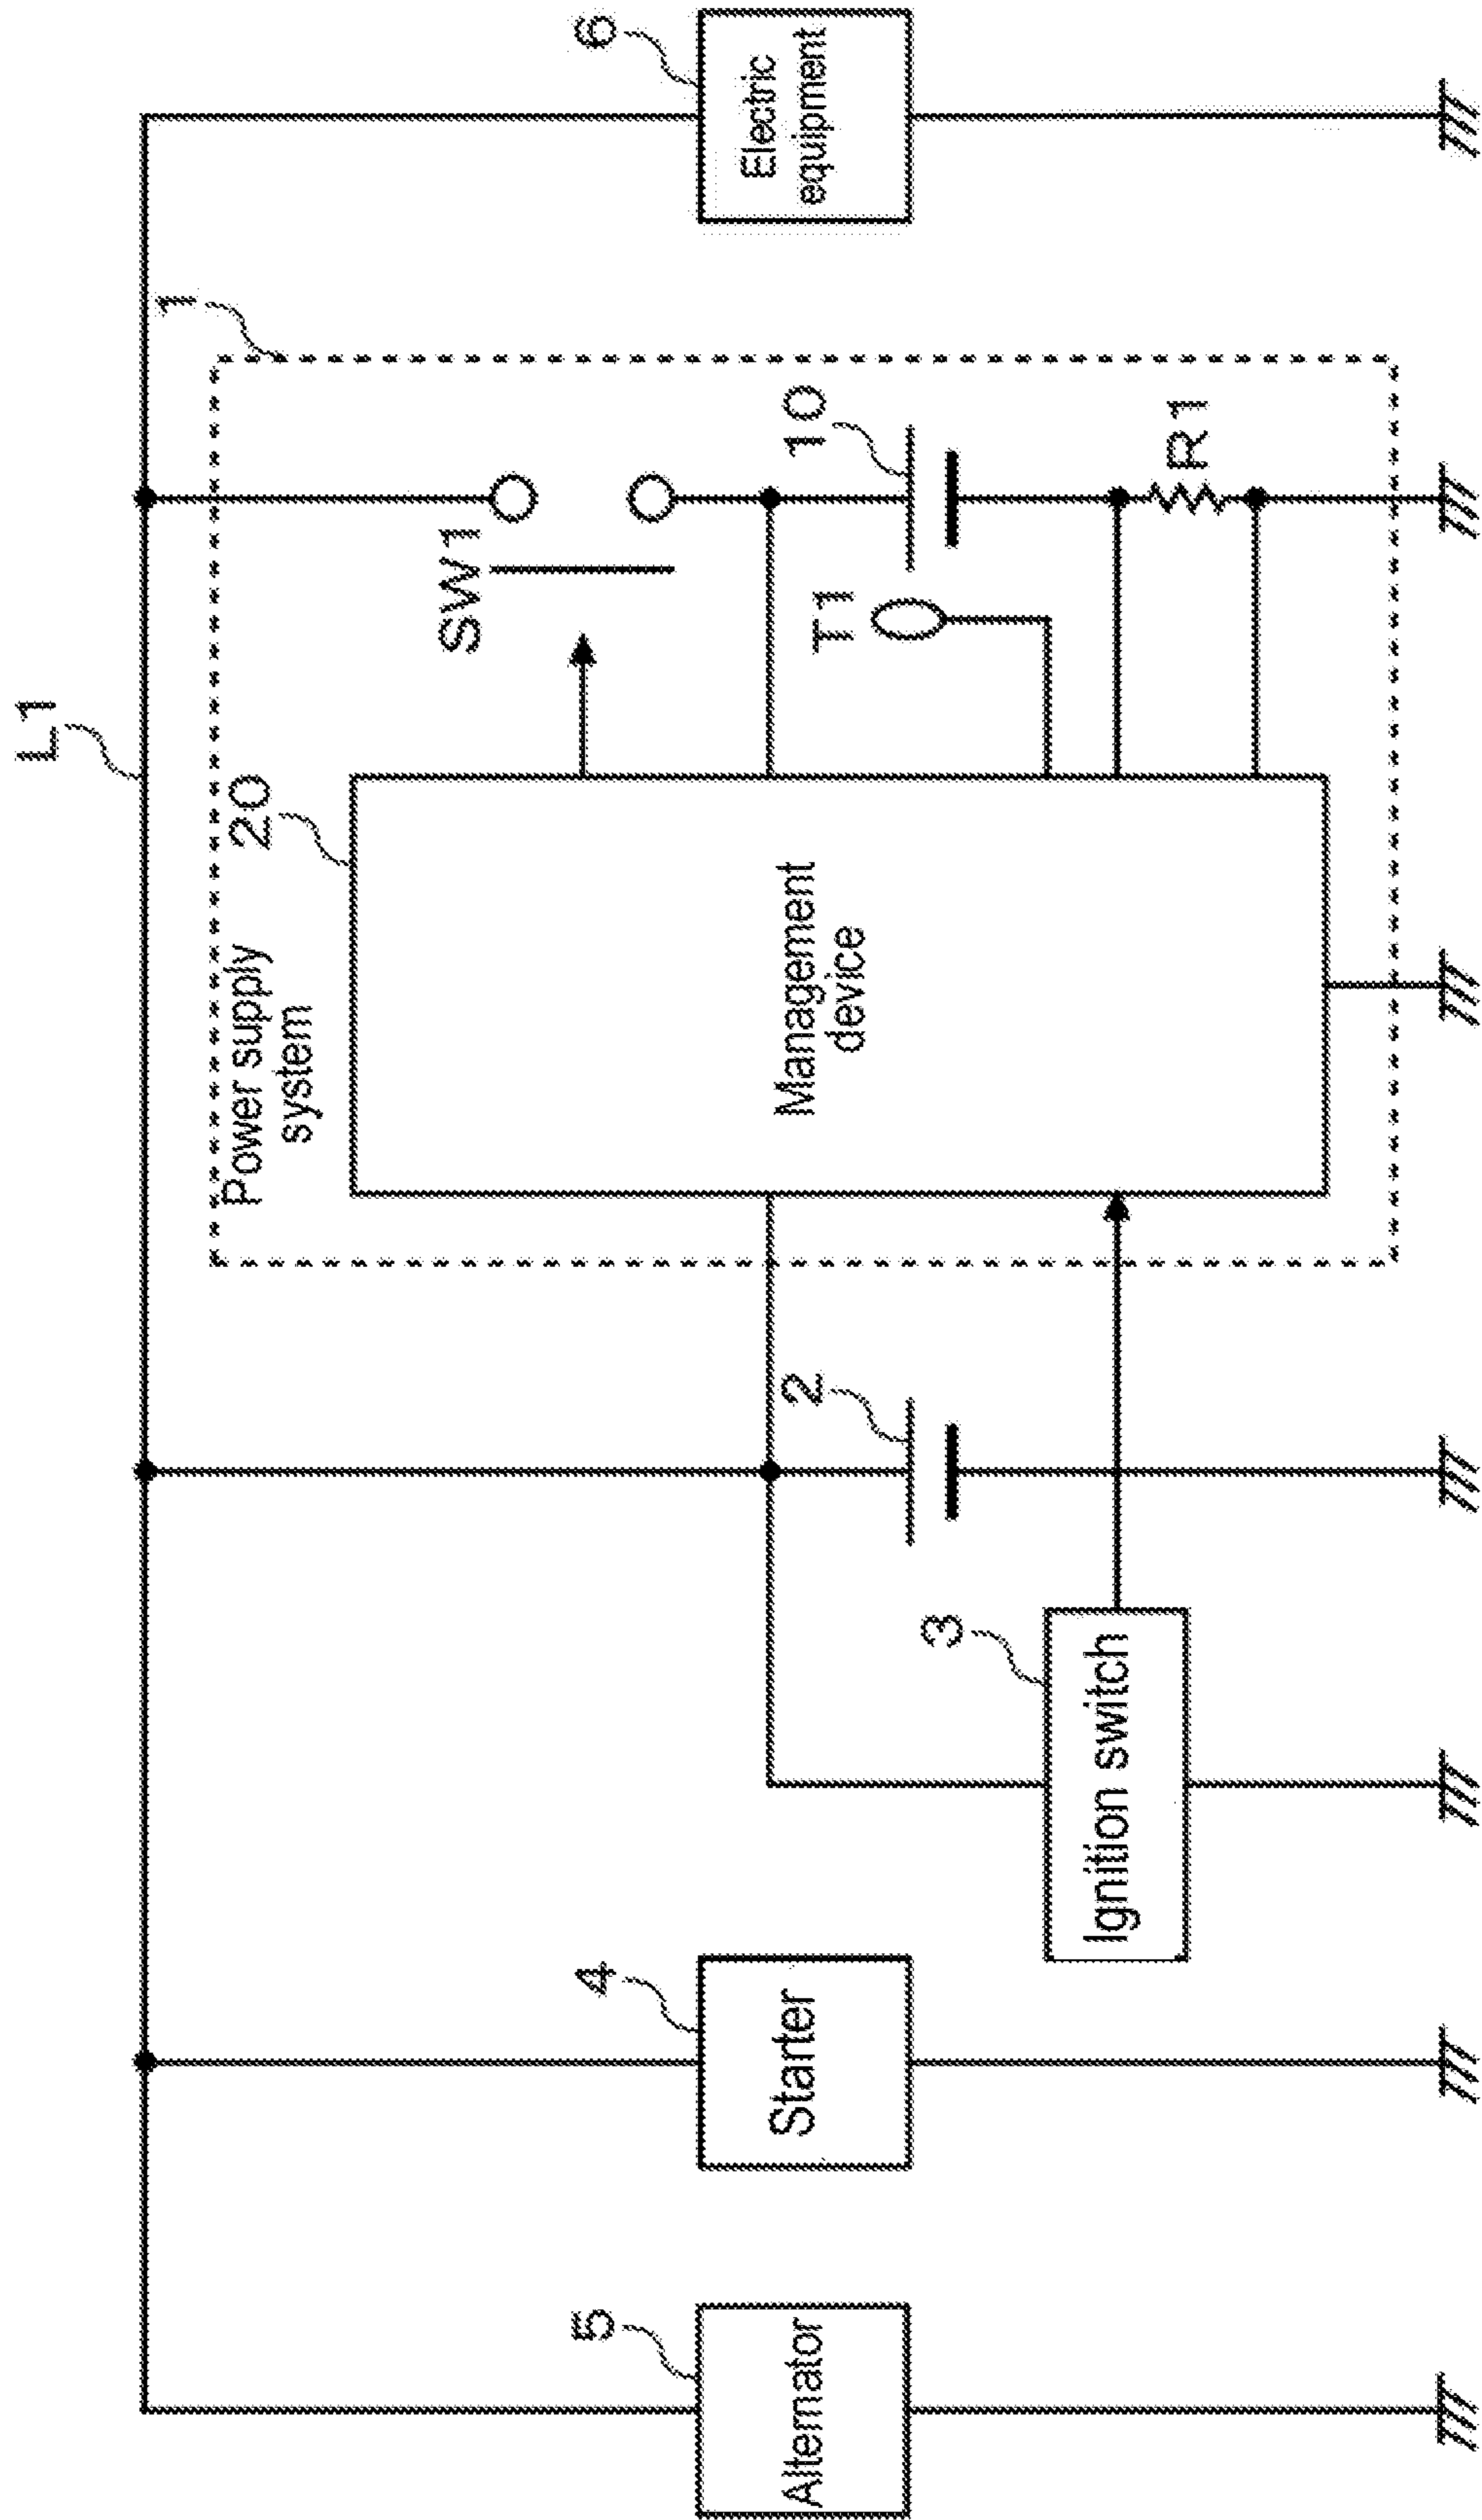 L1
1
Power supply
system
20
SW1
5
4
6
Alternator
Starter
3
Ignition switch
2
Management
device
T1
10
R1
Electric
equipment